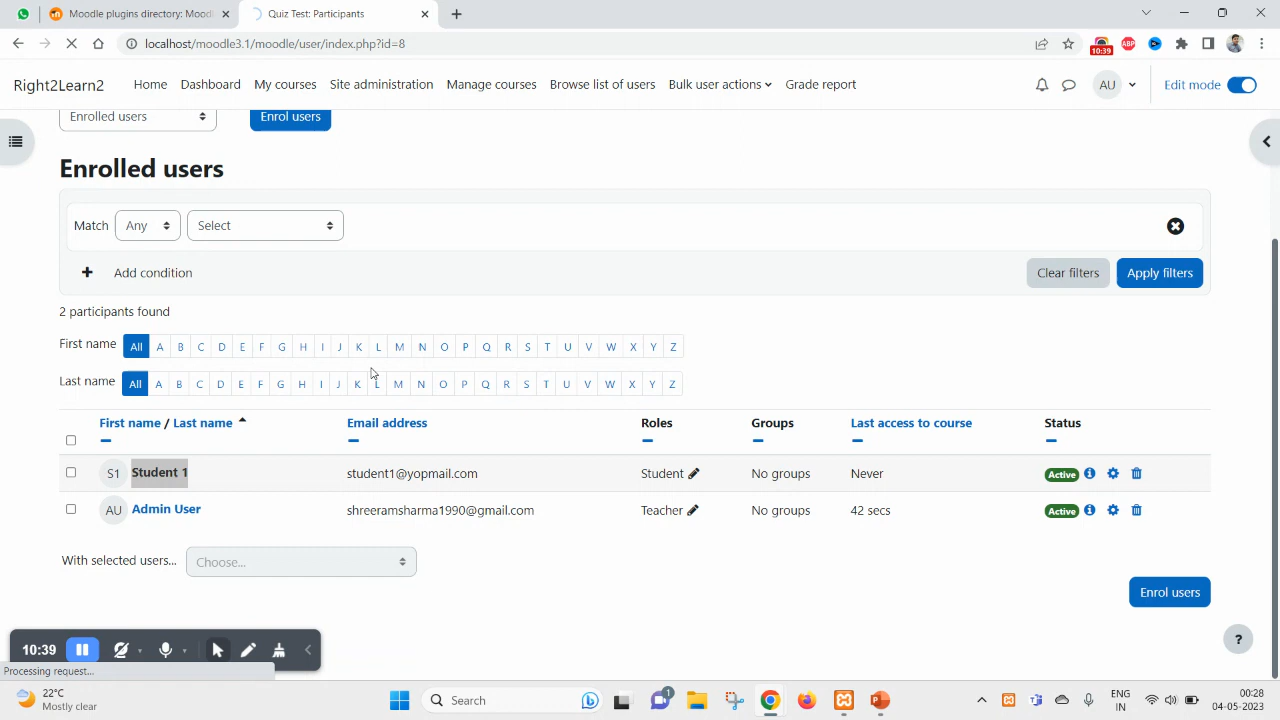 Moodle plugins directory: Mood
Quiz Test: Participants
localhost/moodle3.1/moodle/user/index.php?id=8
10:39
ABP
Right2Learn2 Home Dashboard My courses Site administration Manage courses Browse list of users Bulk user actions Grade report AU Edit mode
Enrolled users Enrol users
Enrolled users
Match Any Select
Add condition Clear filters Apply filters
2 participants found
First name All A B C D E F G H I J K L M N O P Q R S T U V W X Y Z
Last name All A B C D E F G H I J K L M N O P Q R S T U V W X Y Z
First name / Last name Email address Roles Groups Last access to course Status
S1 Student 1 student1@yopmail.com Student No groups Never Active
AU Admin User shreeramsharma1990@gmail.com Teacher No groups 42 secs Active
With selected users... Choose...
Enrol users
?
10:39
Processing request...
22°C
Mostly clear
Search
1
ENG
IN
00:28
04-05-2023